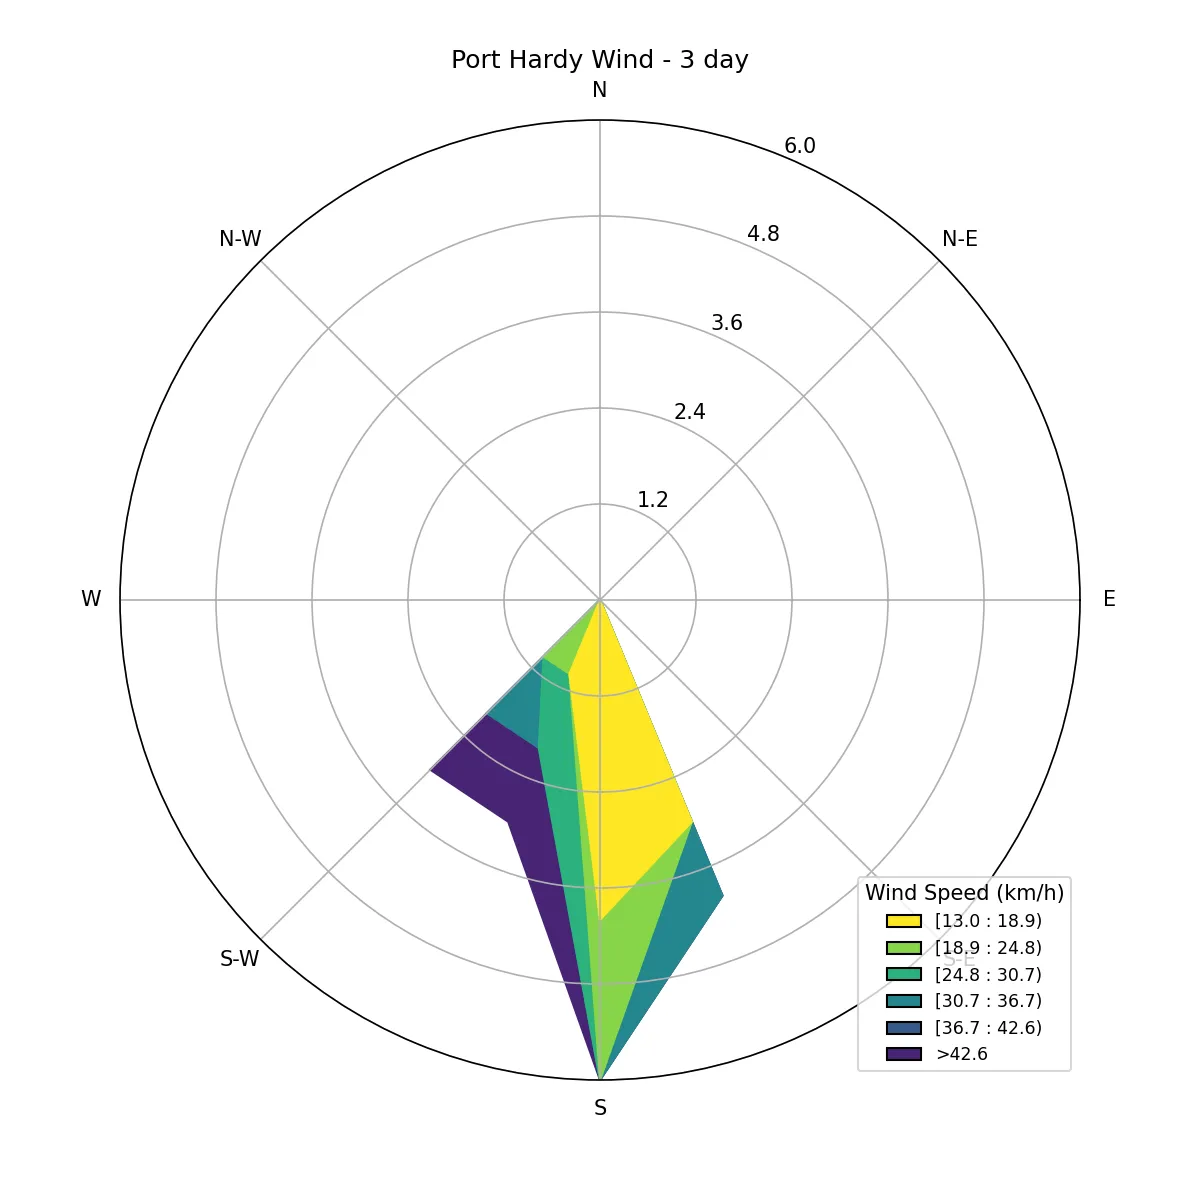 Port Hardy Wind - 3 day
N
6.0
4.8
N-W
N-E
3.6
2.4
1.2
W
E
Wind Speed (km/h)
[13.0 : 18.9)
[18.9 : 24.8)
S-W
S-E
[24.8 : 30.7)
[30.7 : 36.7)
[36.7 : 42.6)
>42.6
S